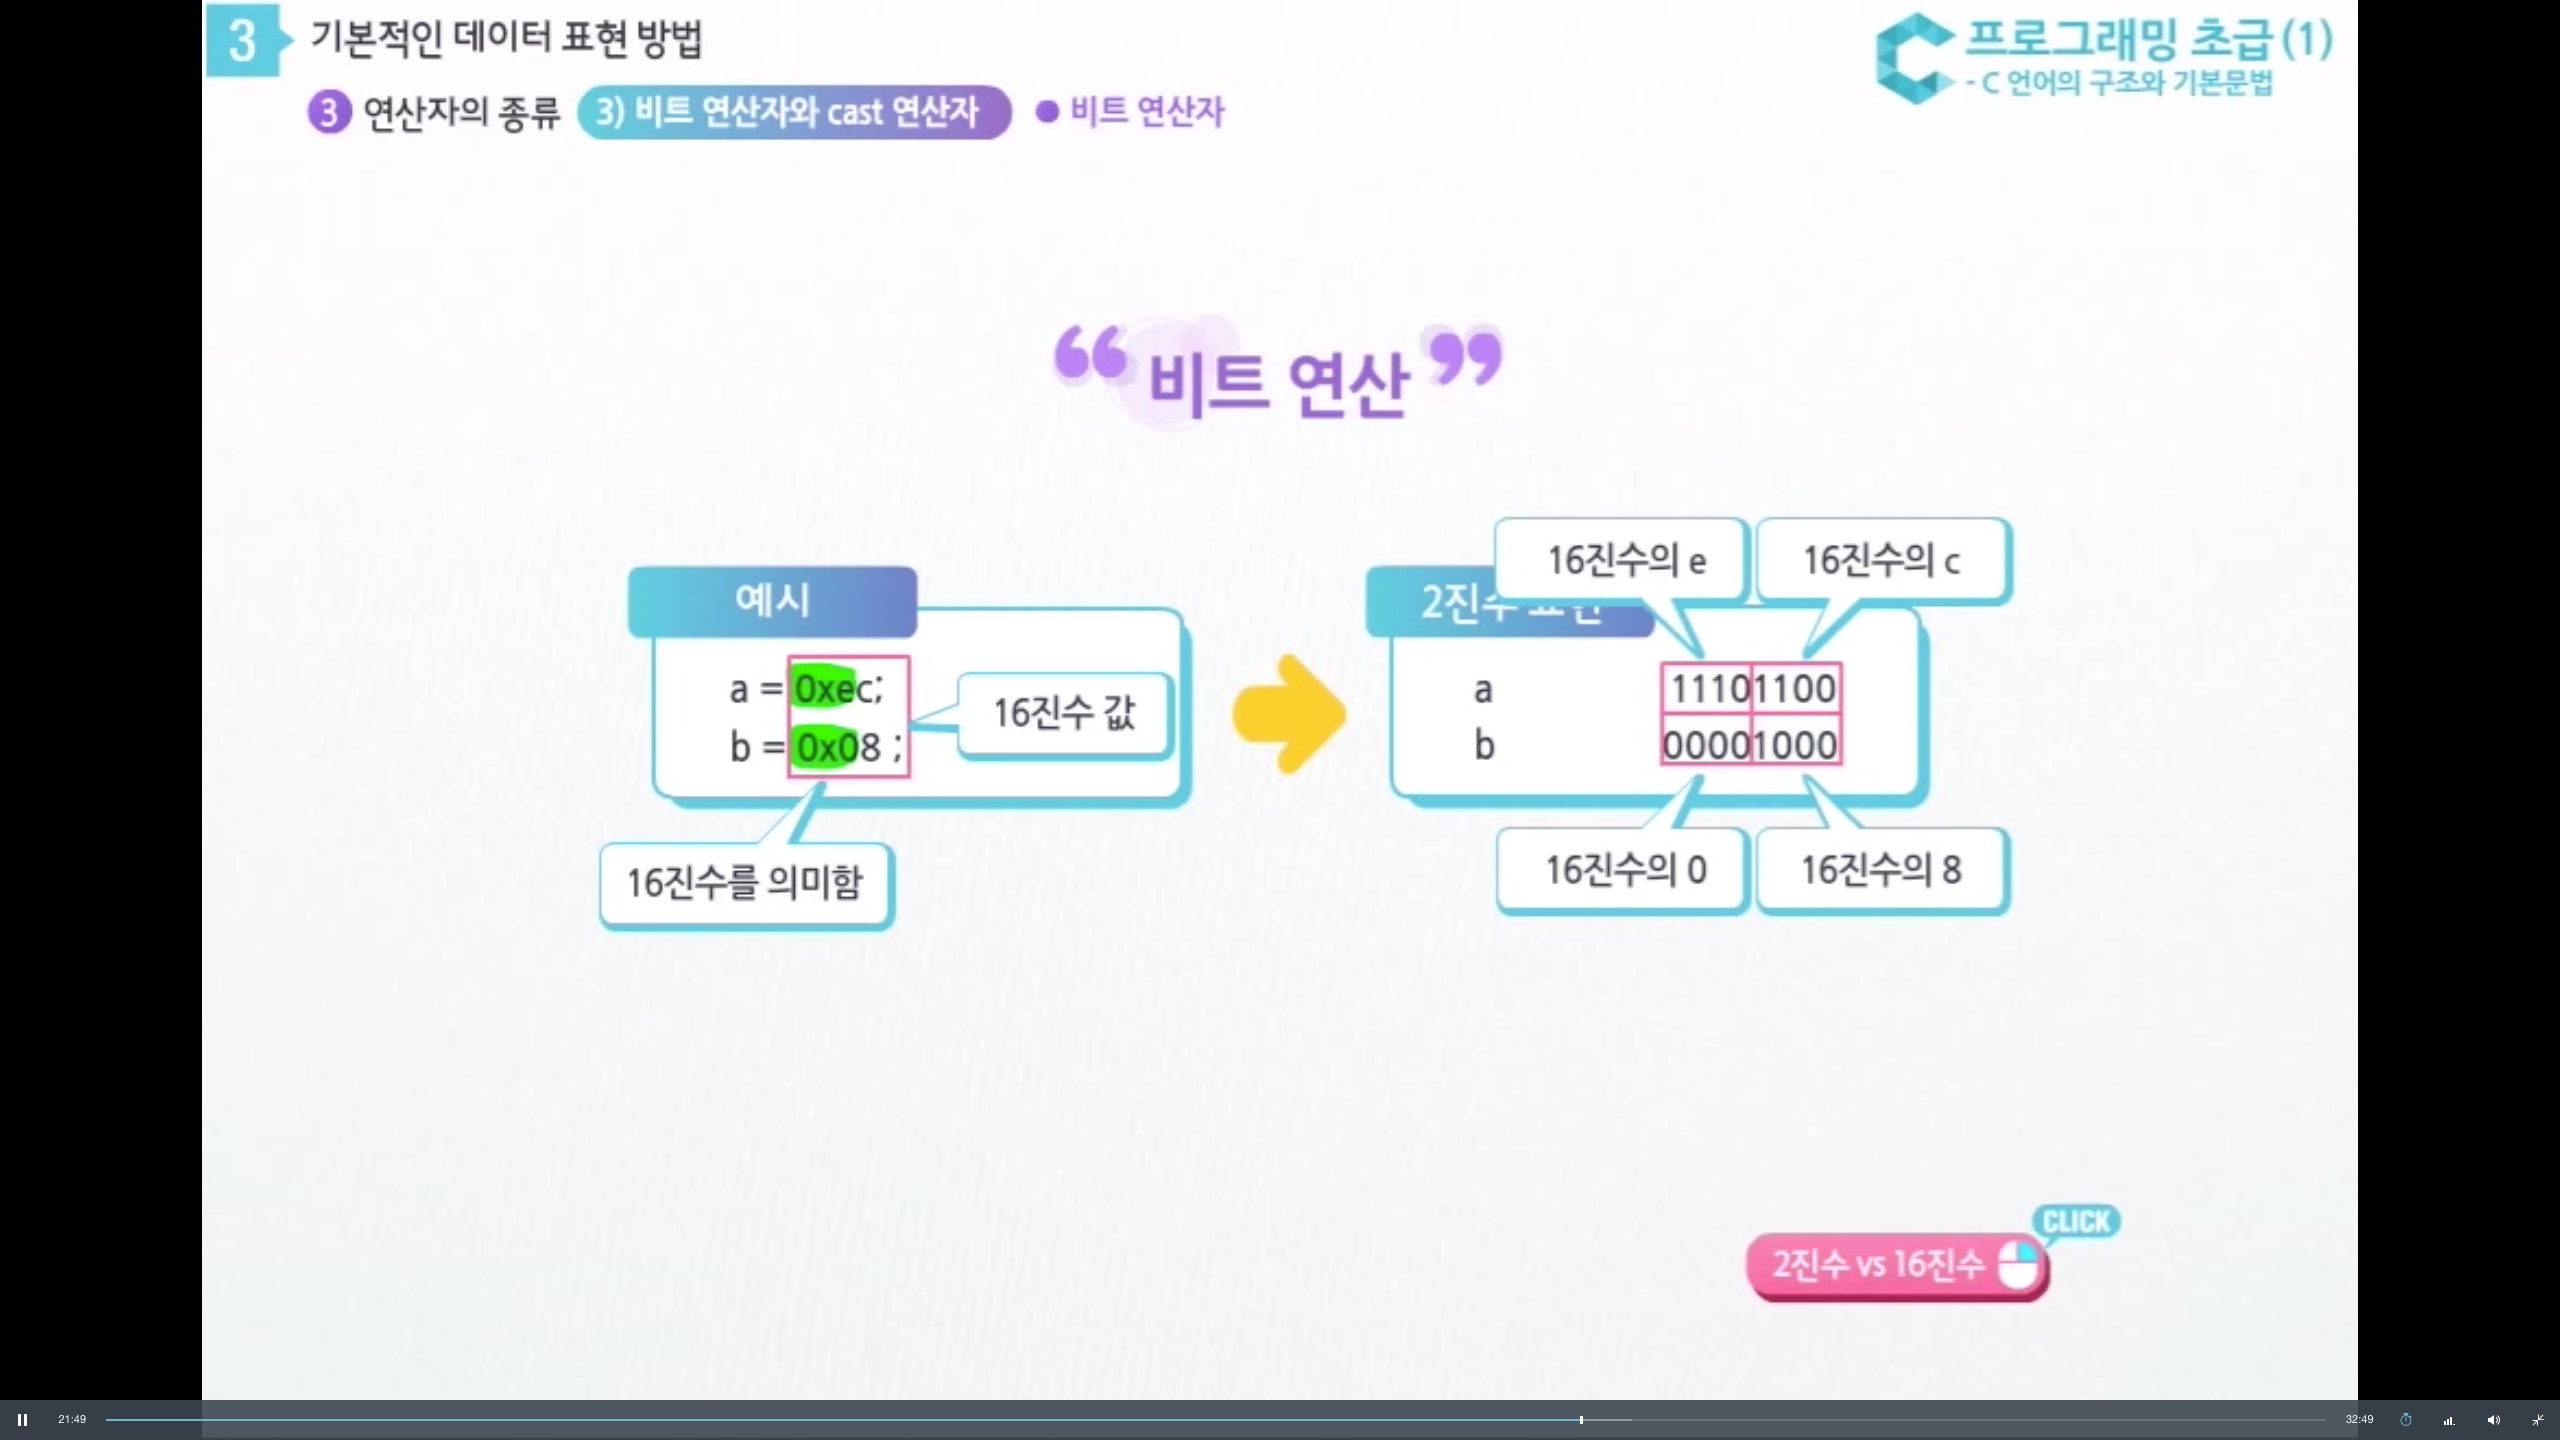 3 기본적인 데이터 표현 방법
프로그래밍 초급(1)
- C 언어의 구조와 기본문법
3 연산자의 종류 3) 비트 연산자와 cast 연산자 ● 비트 연산자
“ 비트 연산 ”
예시
a = 0xec;
b = 0x08 ;
16진수 값
16진수를 의미함
2진수 표현
16진수의 e
16진수의 c
a 11101100
b 00001000
16진수의 0
16진수의 8
CLICK
2진수 vs 16진수
21:49
32:49